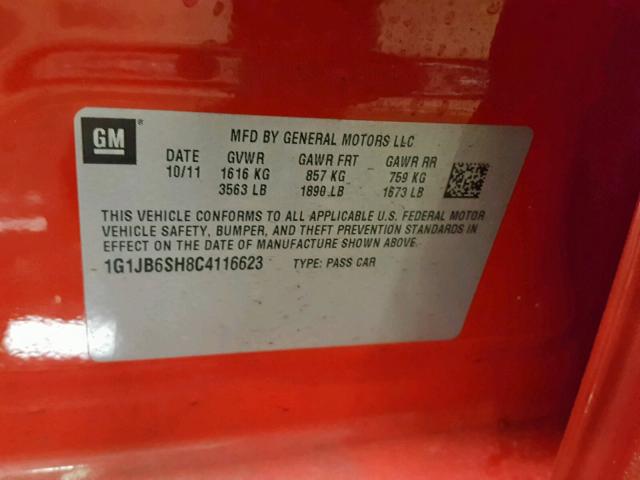 GM ® MFD BY GENERAL MOTORS LLC
DATE GVWR GAWR FRT GAWR RR
10/11 1616 KG 857 KG 759 KG
3563 LB 1890 LB 1673 LB
THIS VEHICLE CONFORMS TO ALL APPLICABLE U.S. FEDERAL MOTOR
VEHICLE SAFETY, BUMPER, AND THEFT PREVENTION STANDARDS IN
EFFECT ON THE DATE OF MANUFACTURE SHOWN ABOVE.
1G1JB6SH8C4116623 TYPE: PASS CAR